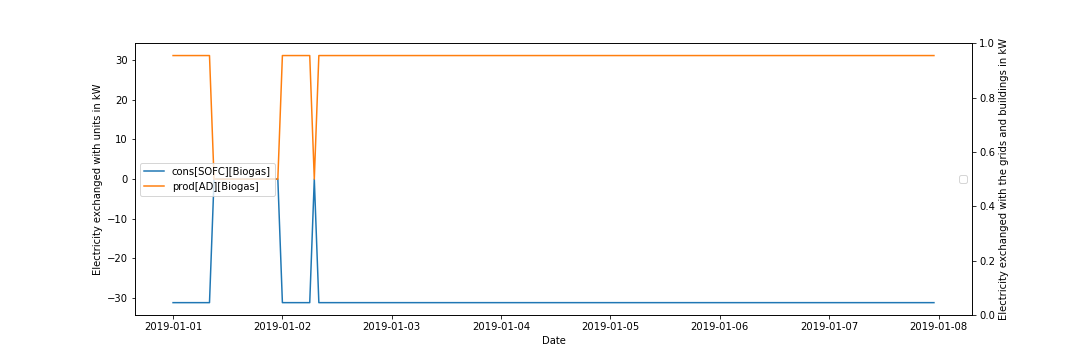 Electricity exchanged with units in kW
30
20
10
0
−10
−20
−30
cons[SOFC][Biogas]
prod[AD][Biogas]
1.0
0.8
0.6
0.4
0.2
0.0
Electricity exchanged with the grids and buildings in kW
2019-01-01 2019-01-02 2019-01-03 2019-01-04 2019-01-05 2019-01-06 2019-01-07 2019-01-08
Date